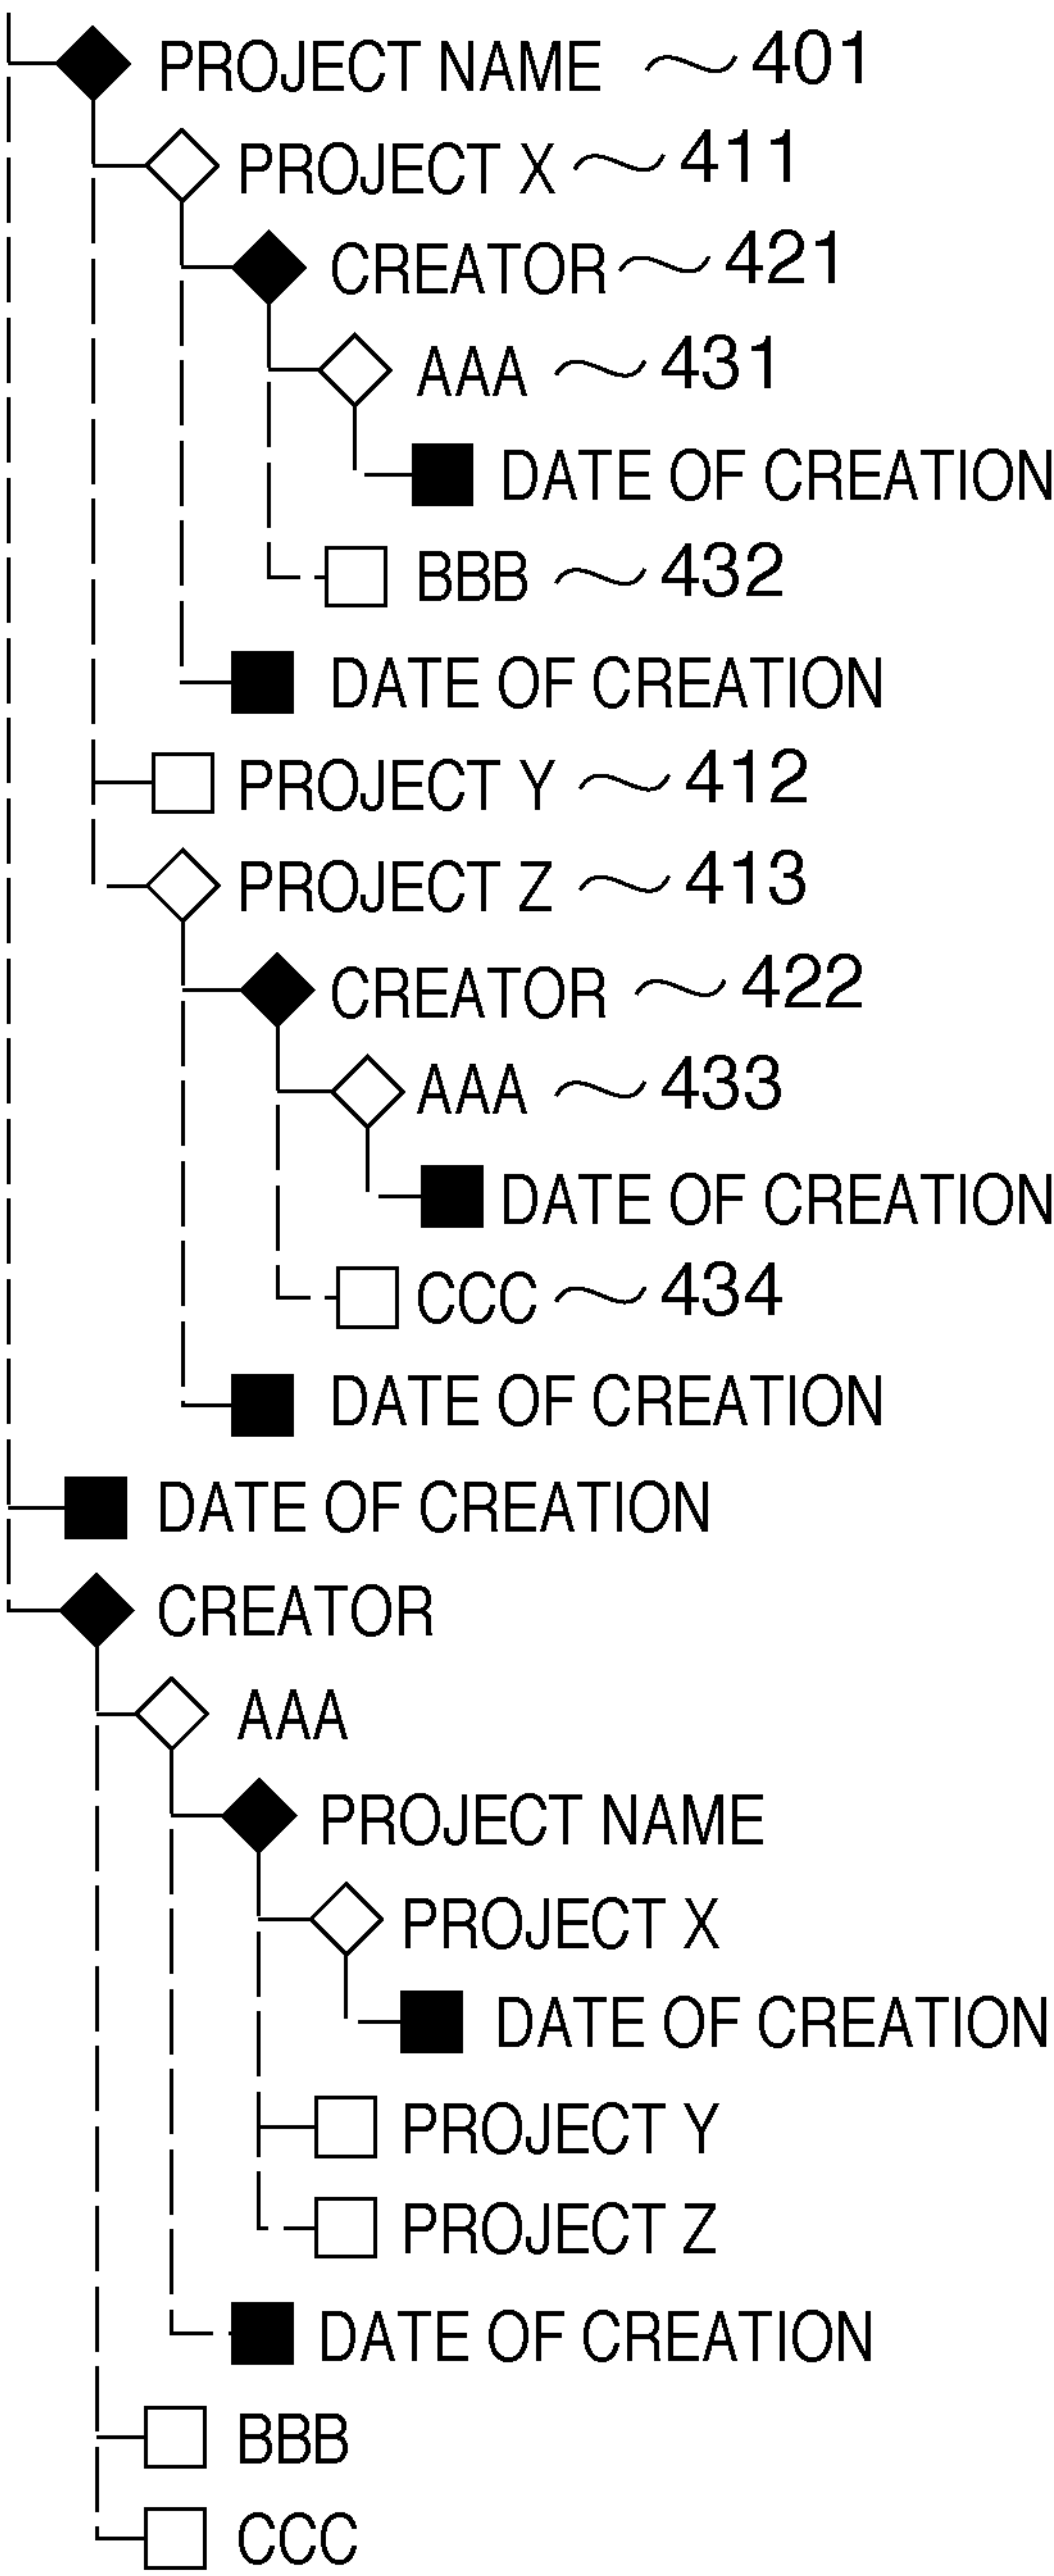 PROJECT NAME 401
PROJECT X 411
CREATOR 421
AAA 431
DATE OF CREATION
BBB 432
DATE OF CREATION
PROJECT Y 412
PROJECT Z 413
CREATOR 422
AAA 433
DATE OF CREATION
CCC 434
DATE OF CREATION
DATE OF CREATION
CREATOR
AAA
PROJECT NAME
PROJECT X
DATE OF CREATION
PROJECT Y
PROJECT Z
DATE OF CREATION
BBB
CCC